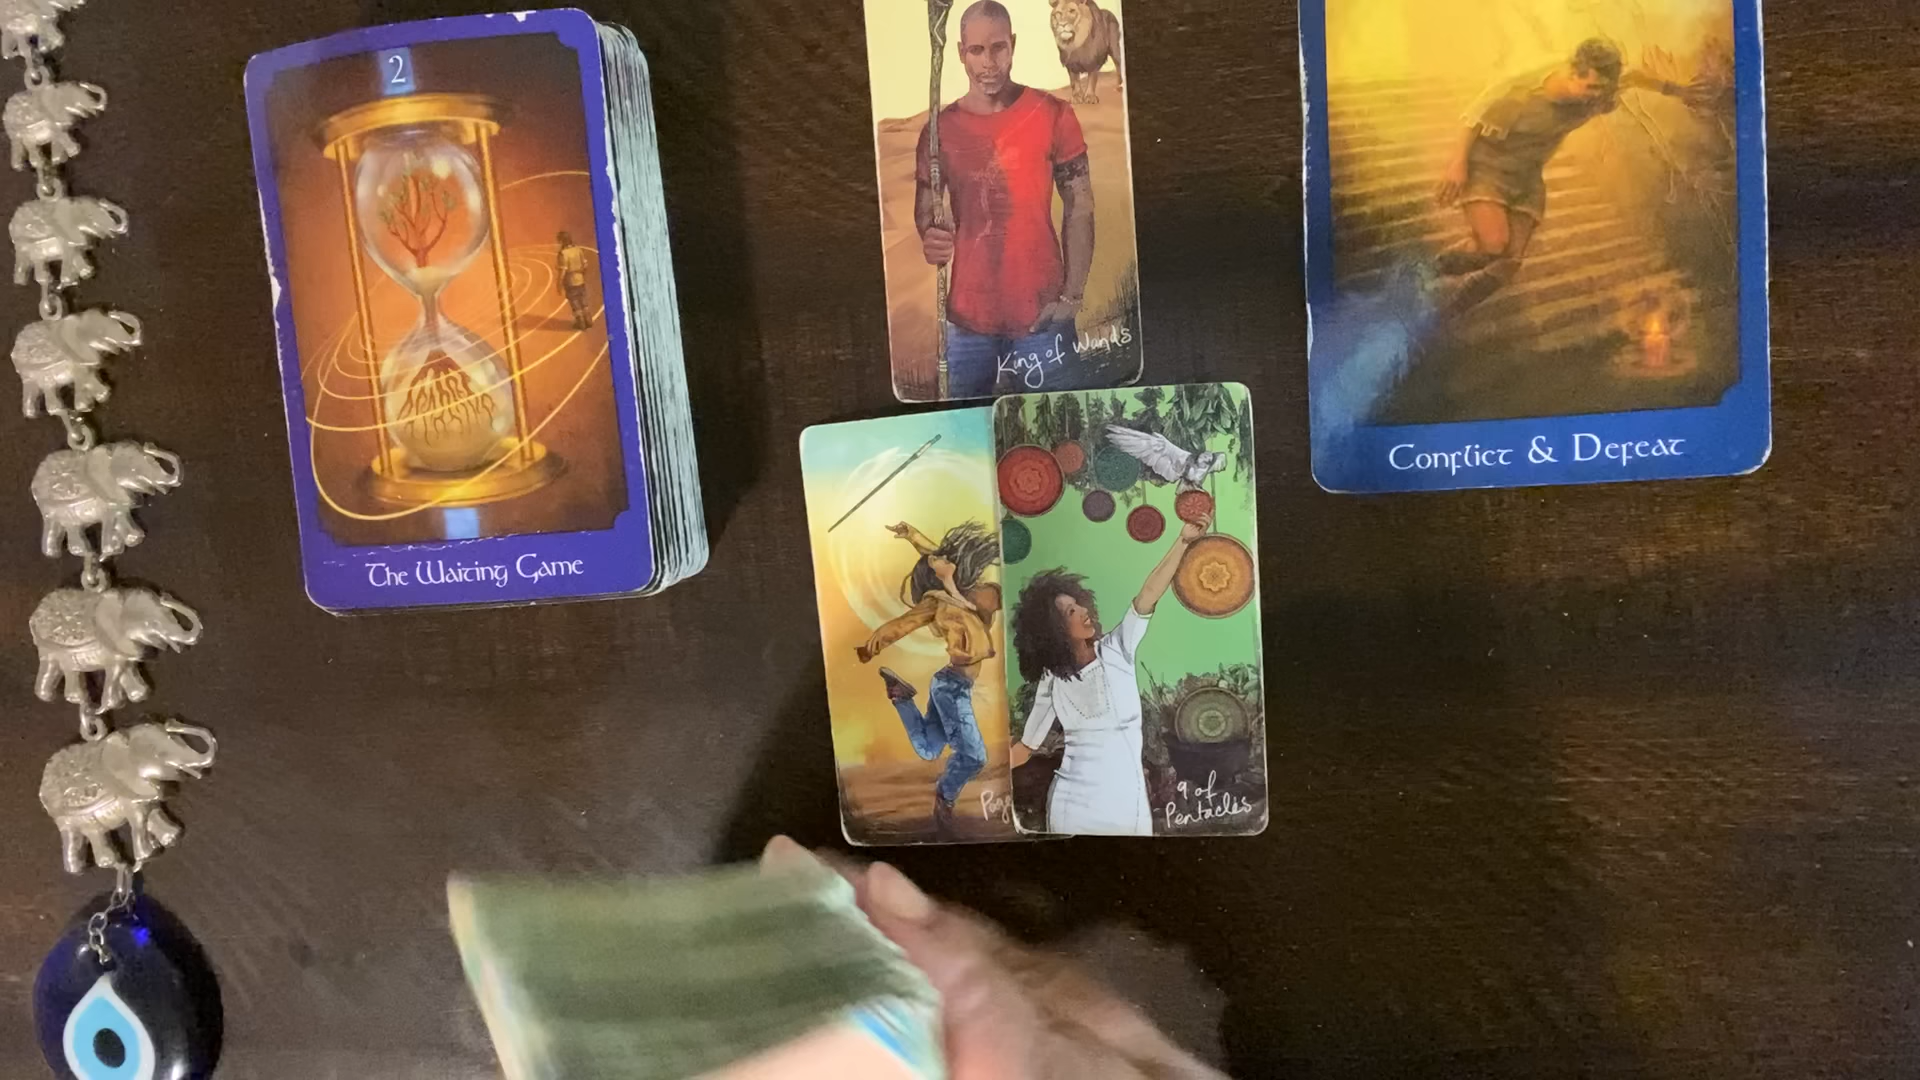 2
The Waiting Game
King of Wands
Conflict & Defeat
9 of
Pentacles